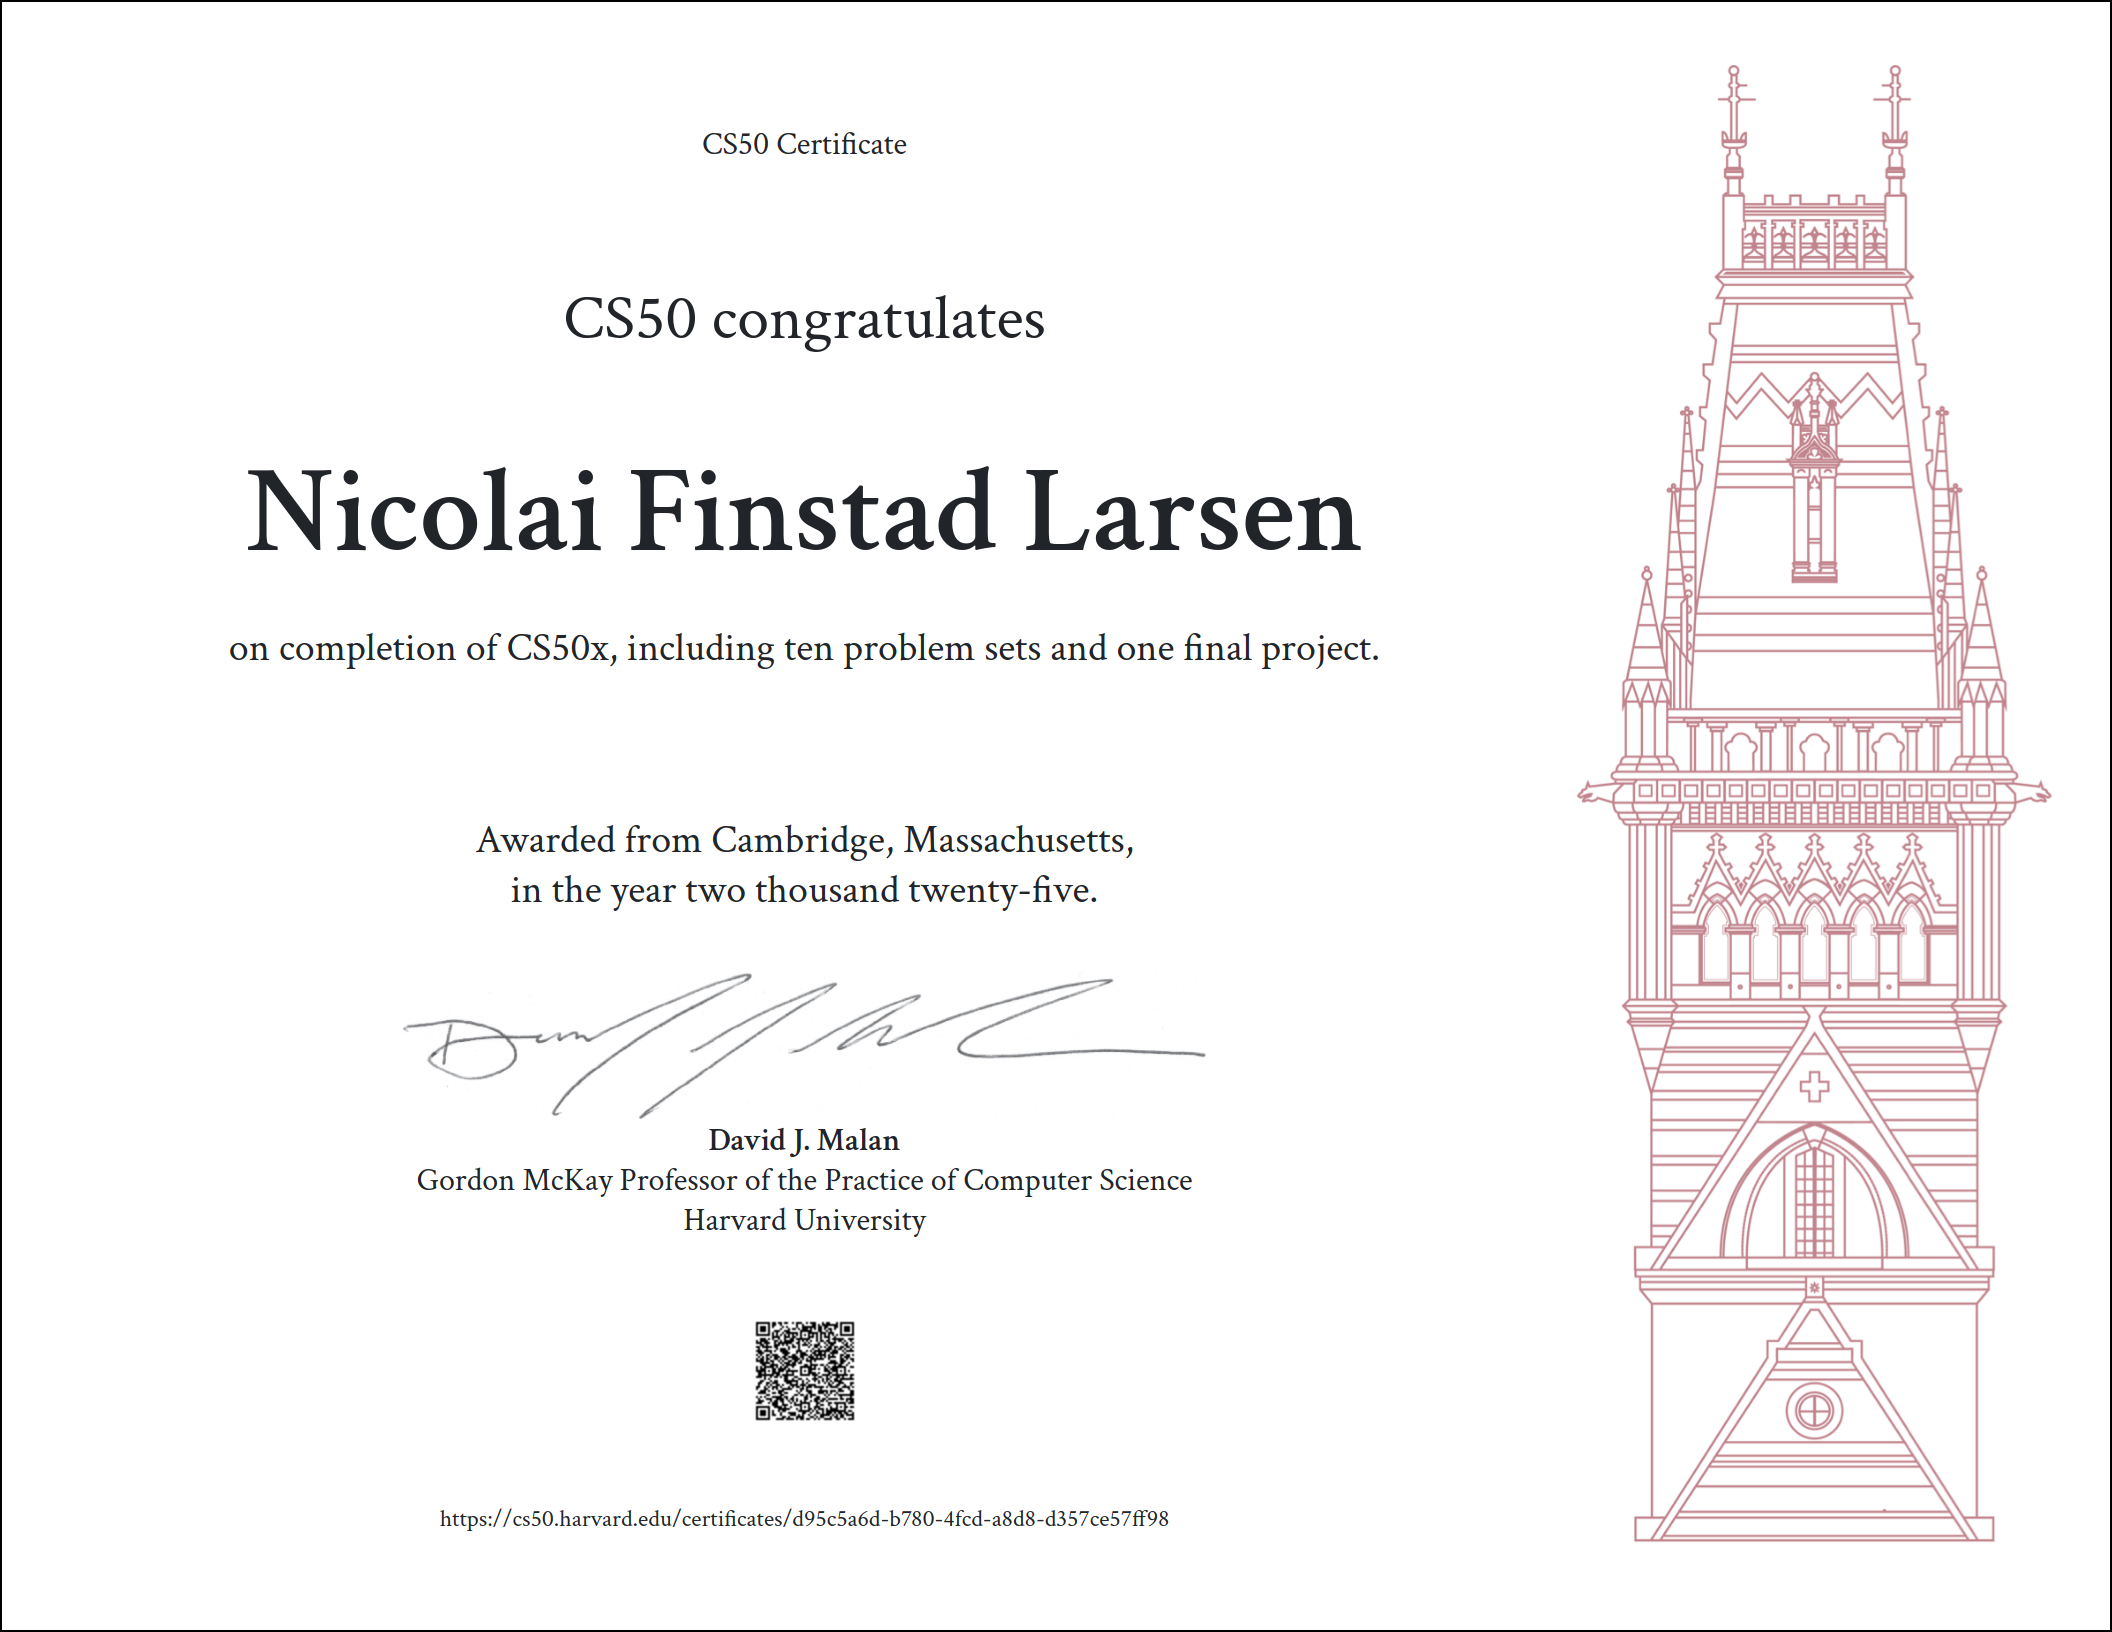 CS50 Certificate
CS50 congratulates
Nicolai Finstad Larsen
on completion of CS50x, including ten problem sets and one final project.
Awarded from Cambridge, Massachusetts,
in the year two thousand twenty-five.
David J. Malan
Gordon McKay Professor of the Practice of Computer Science
Harvard University
https://cs50.harvard.edu/certificates/d95c5a6d-b780-4fcd-a8d8-d357ce57ff98